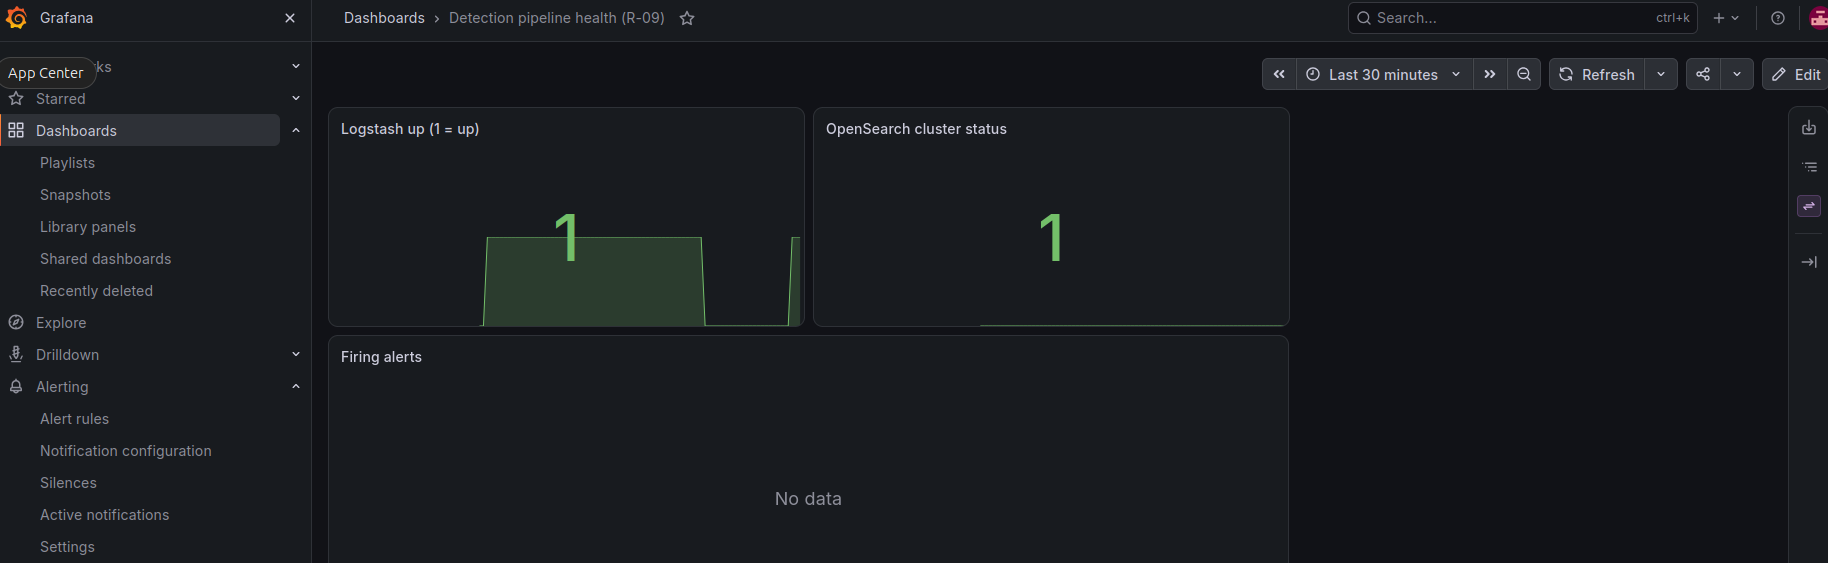 Grafana
Dashboards › Detection pipeline health (R-09)
Search...
ctrl+k
App Center
Starred
Dashboards
Playlists
Snapshots
Library panels
Shared dashboards
Recently deleted
Explore
Drilldown
Alerting
Alert rules
Notification configuration
Silences
Active notifications
Settings
Last 30 minutes
Refresh
Edit
Logstash up (1 = up)
1
OpenSearch cluster status
1
Firing alerts
No data